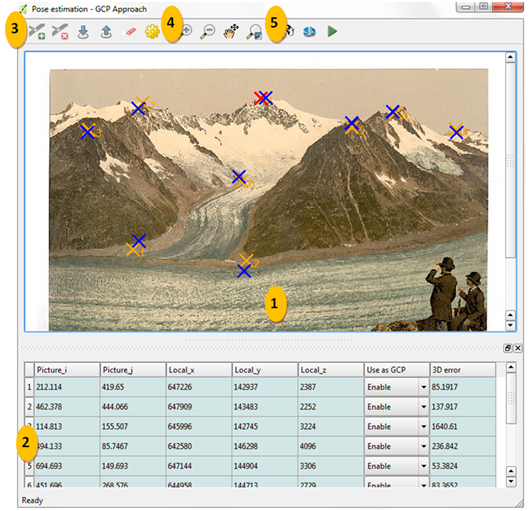 Pose estimation - GCP Approach
3
4
5
1
Picture_i Picture_j Local_x Local_y Local_z Use as GCP 3D error
1 212.114 419.65 647226 142937 2387 Enable 85.1917
2 462.378 444.066 647909 143483 2252 Enable 137.917
114.813 155.507 645996 142745 3224 Enable 1640.61
2
494.133 85.7467 642580 146298 4096 Enable 236.842
5 694.693 149.693 647144 144904 3306 Enable 53.3824
6 451.696 268.576 644958 144713 2729 Enable 83.3652
Ready